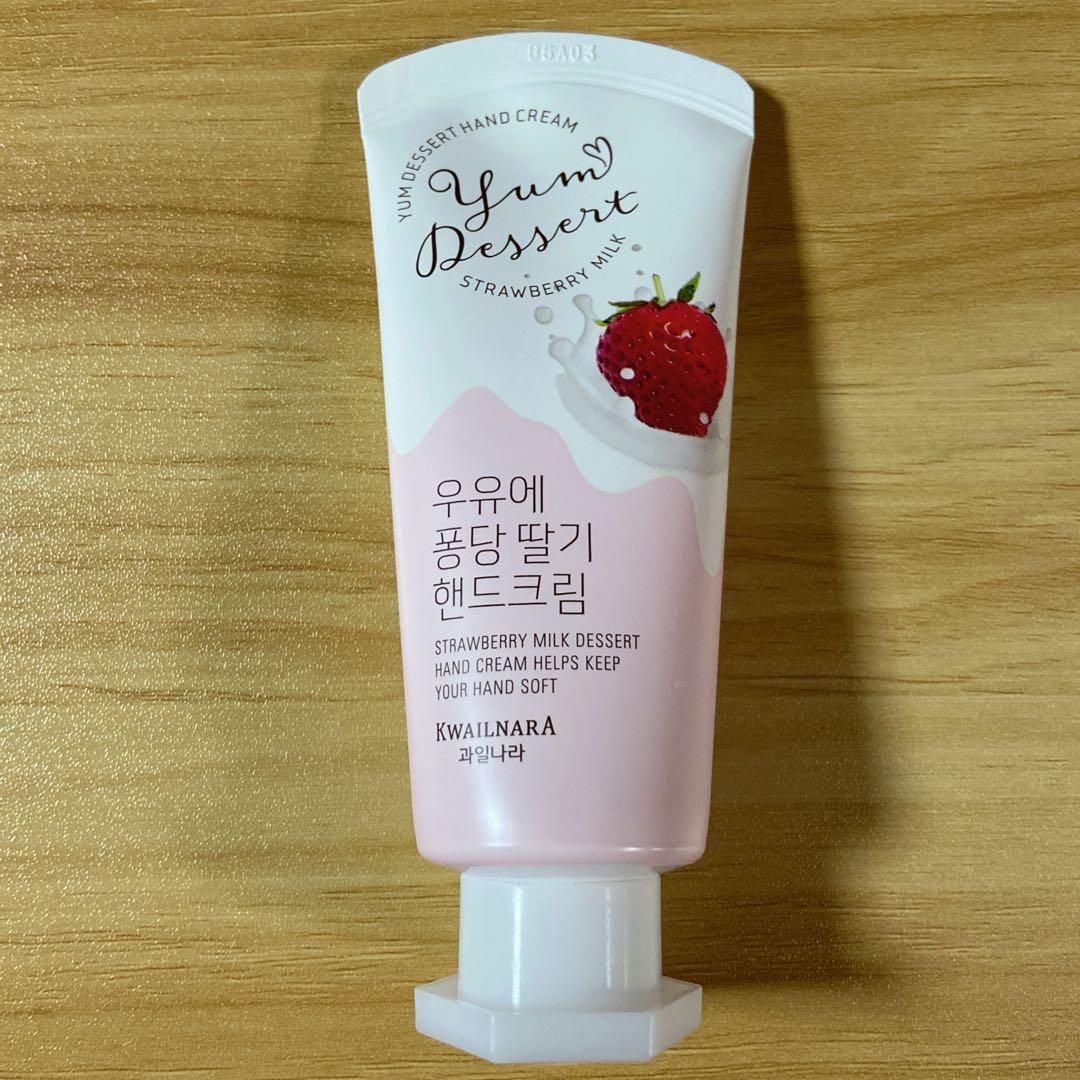 B5A03
YUM DESSERT HAND CREAM
Yum
Dessert
STRAWBERRY MILK
우유에
퐁당 딸기
핸드크림
STRAWBERRY MILK DESSERT
HAND CREAM HELPS KEEP
YOUR HAND SOFT
KWAILNARA
과일나라